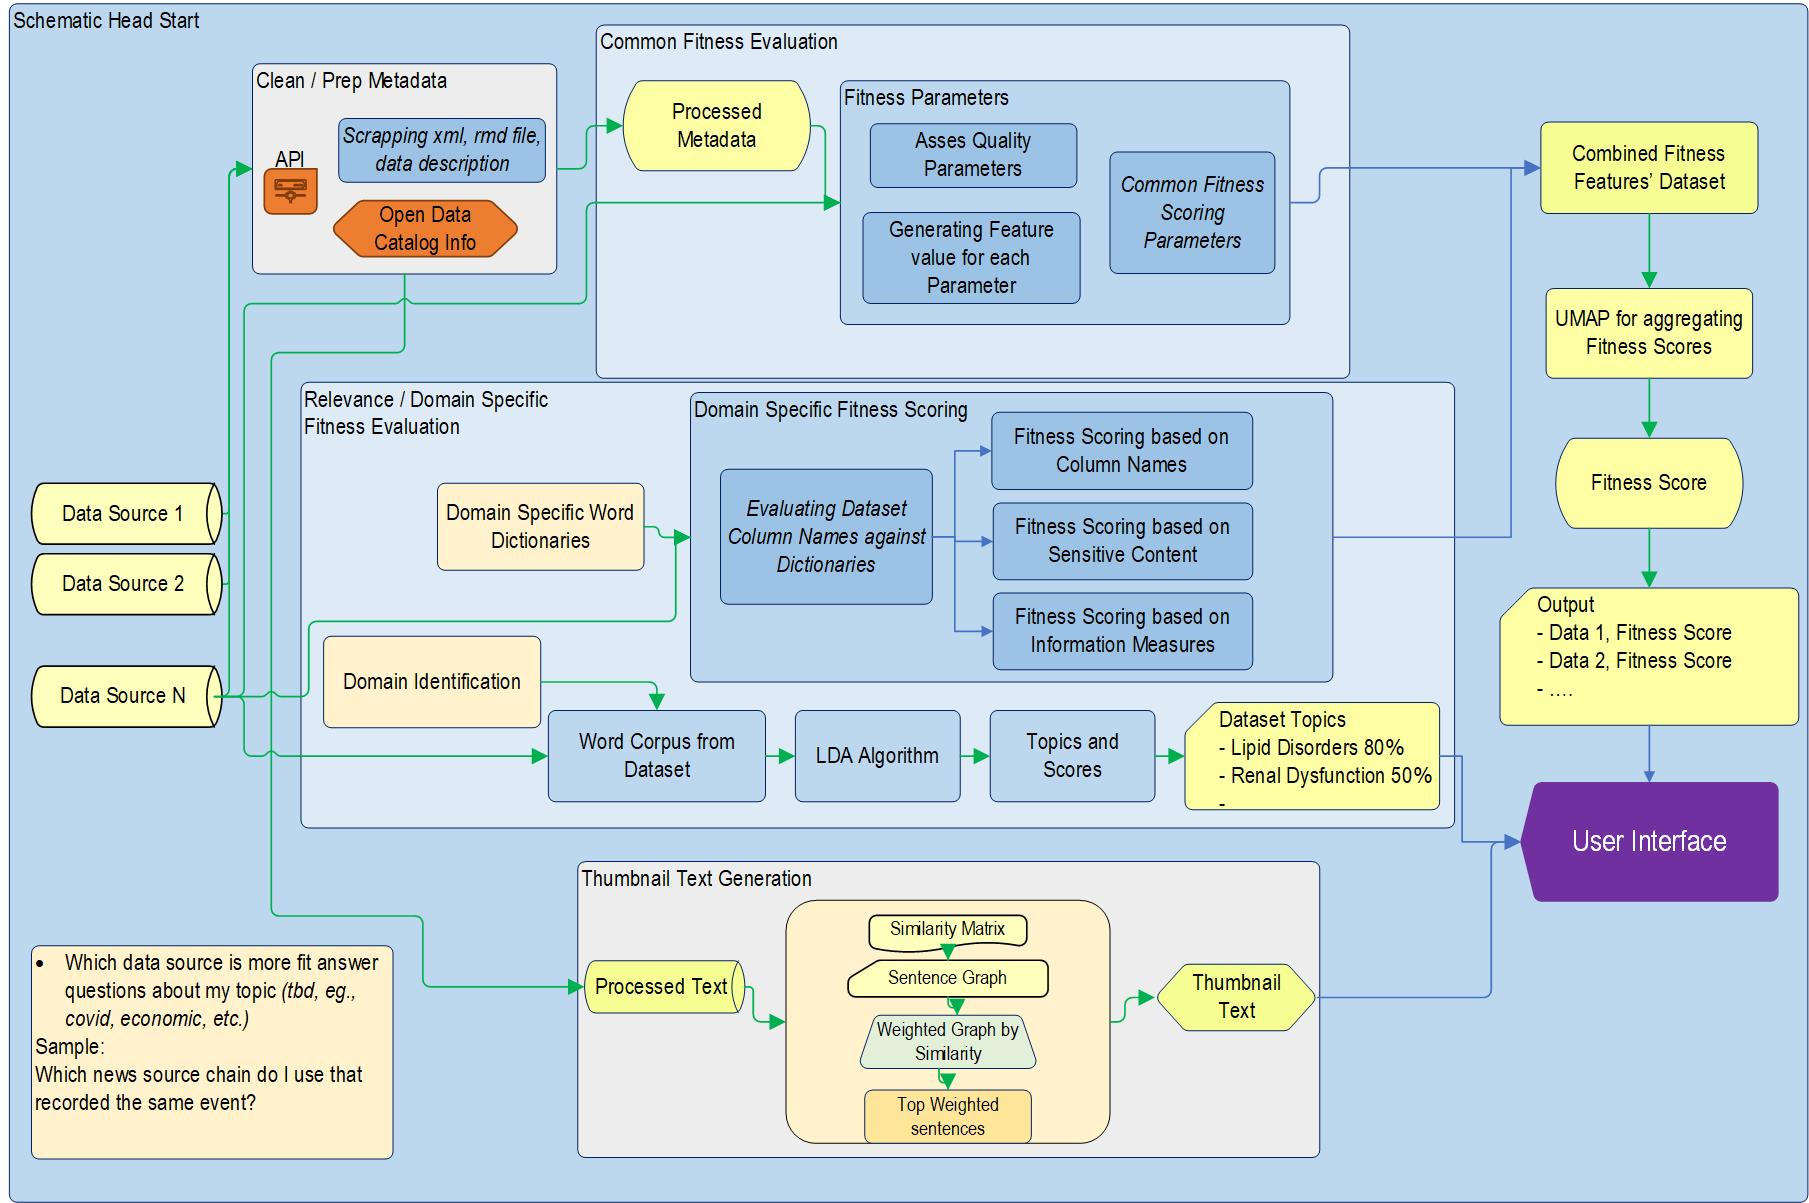 Schematic Head Start
Common Fitness Evaluation
Clean / Prep Metadata
API
Scrapping xml, rmd file,
data description
Open Data
Catalog Info
Processed
Metadata
Fitness Parameters
Asses Quality
Parameters
Generating Feature
value for each
Parameter
Common Fitness
Scoring
Parameters
Combined Fitness
Features' Dataset
UMAP for aggregating
Fitness Scores
Fitness Score
Output
- Data 1, Fitness Score
- Data 2, Fitness Score
- ....
User Interface
Relevance / Domain Specific
Fitness Evaluation
Domain Specific Word
Dictionaries
Domain Specific Fitness Scoring
Evaluating Dataset
Column Names against
Dictionaries
Fitness Scoring based on
Column Names
Fitness Scoring based on
Sensitive Content
Fitness Scoring based on
Information Measures
Data Source 1
Data Source 2
Data Source N
Domain Identification
Word Corpus from
Dataset
LDA Algorithm
Topics and
Scores
Dataset Topics
- Lipid Disorders 80%
- Renal Dysfunction 50%
-
Thumbnail Text Generation
Processed Text
Similarity Matrix
Sentence Graph
Weighted Graph by
Similarity
Top Weighted
sentences
Thumbnail
Text
• Which data source is more fit answer
questions about my topic (tbd, eg.,
covid, economic, etc.)
Sample:
Which news source chain do I use that
recorded the same event?